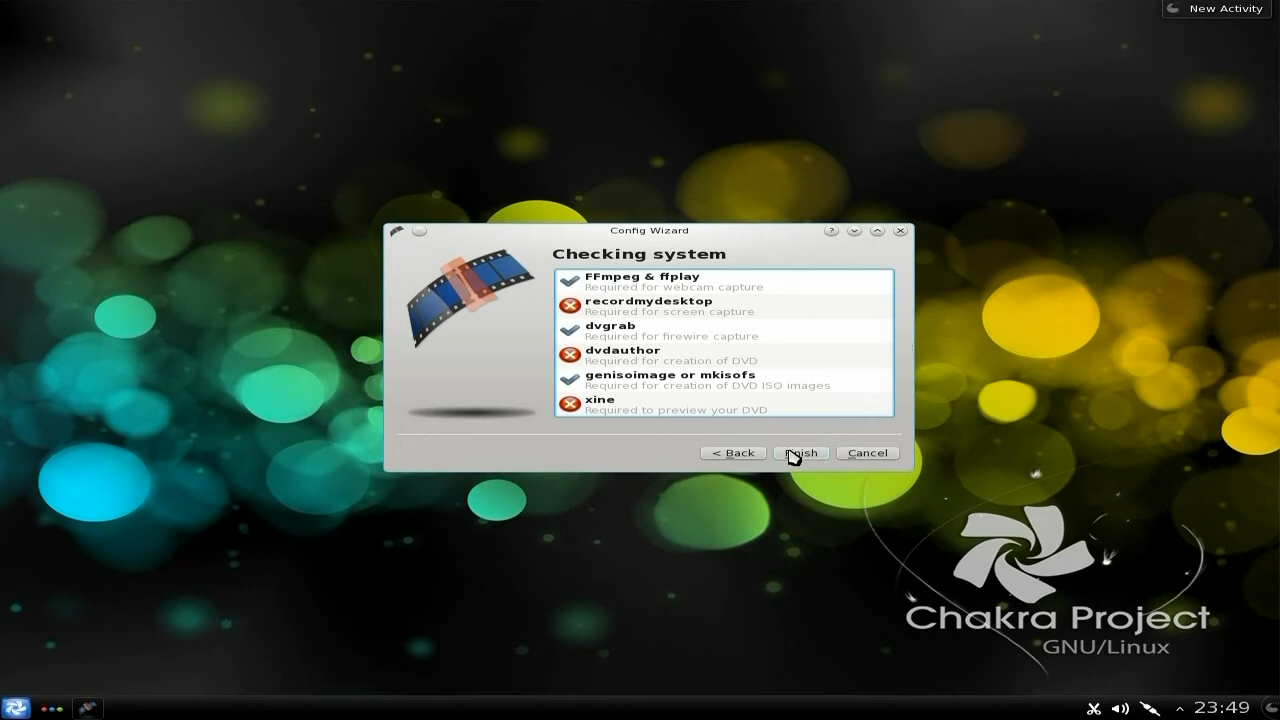 New Activity
Config Wizard
Checking system
FFmpeg & ffplay
Required for webcam capture
recordmydesktop
Required for screen capture
dvgrab
Required for firewire capture
dvdauthor
Required for creation of DVD
genisoimage or mkisofs
Required for creation of DVD ISO images
xine
Required to preview your DVD
< Back
Cancel
Chakra Project
GNU/Linux
23:49